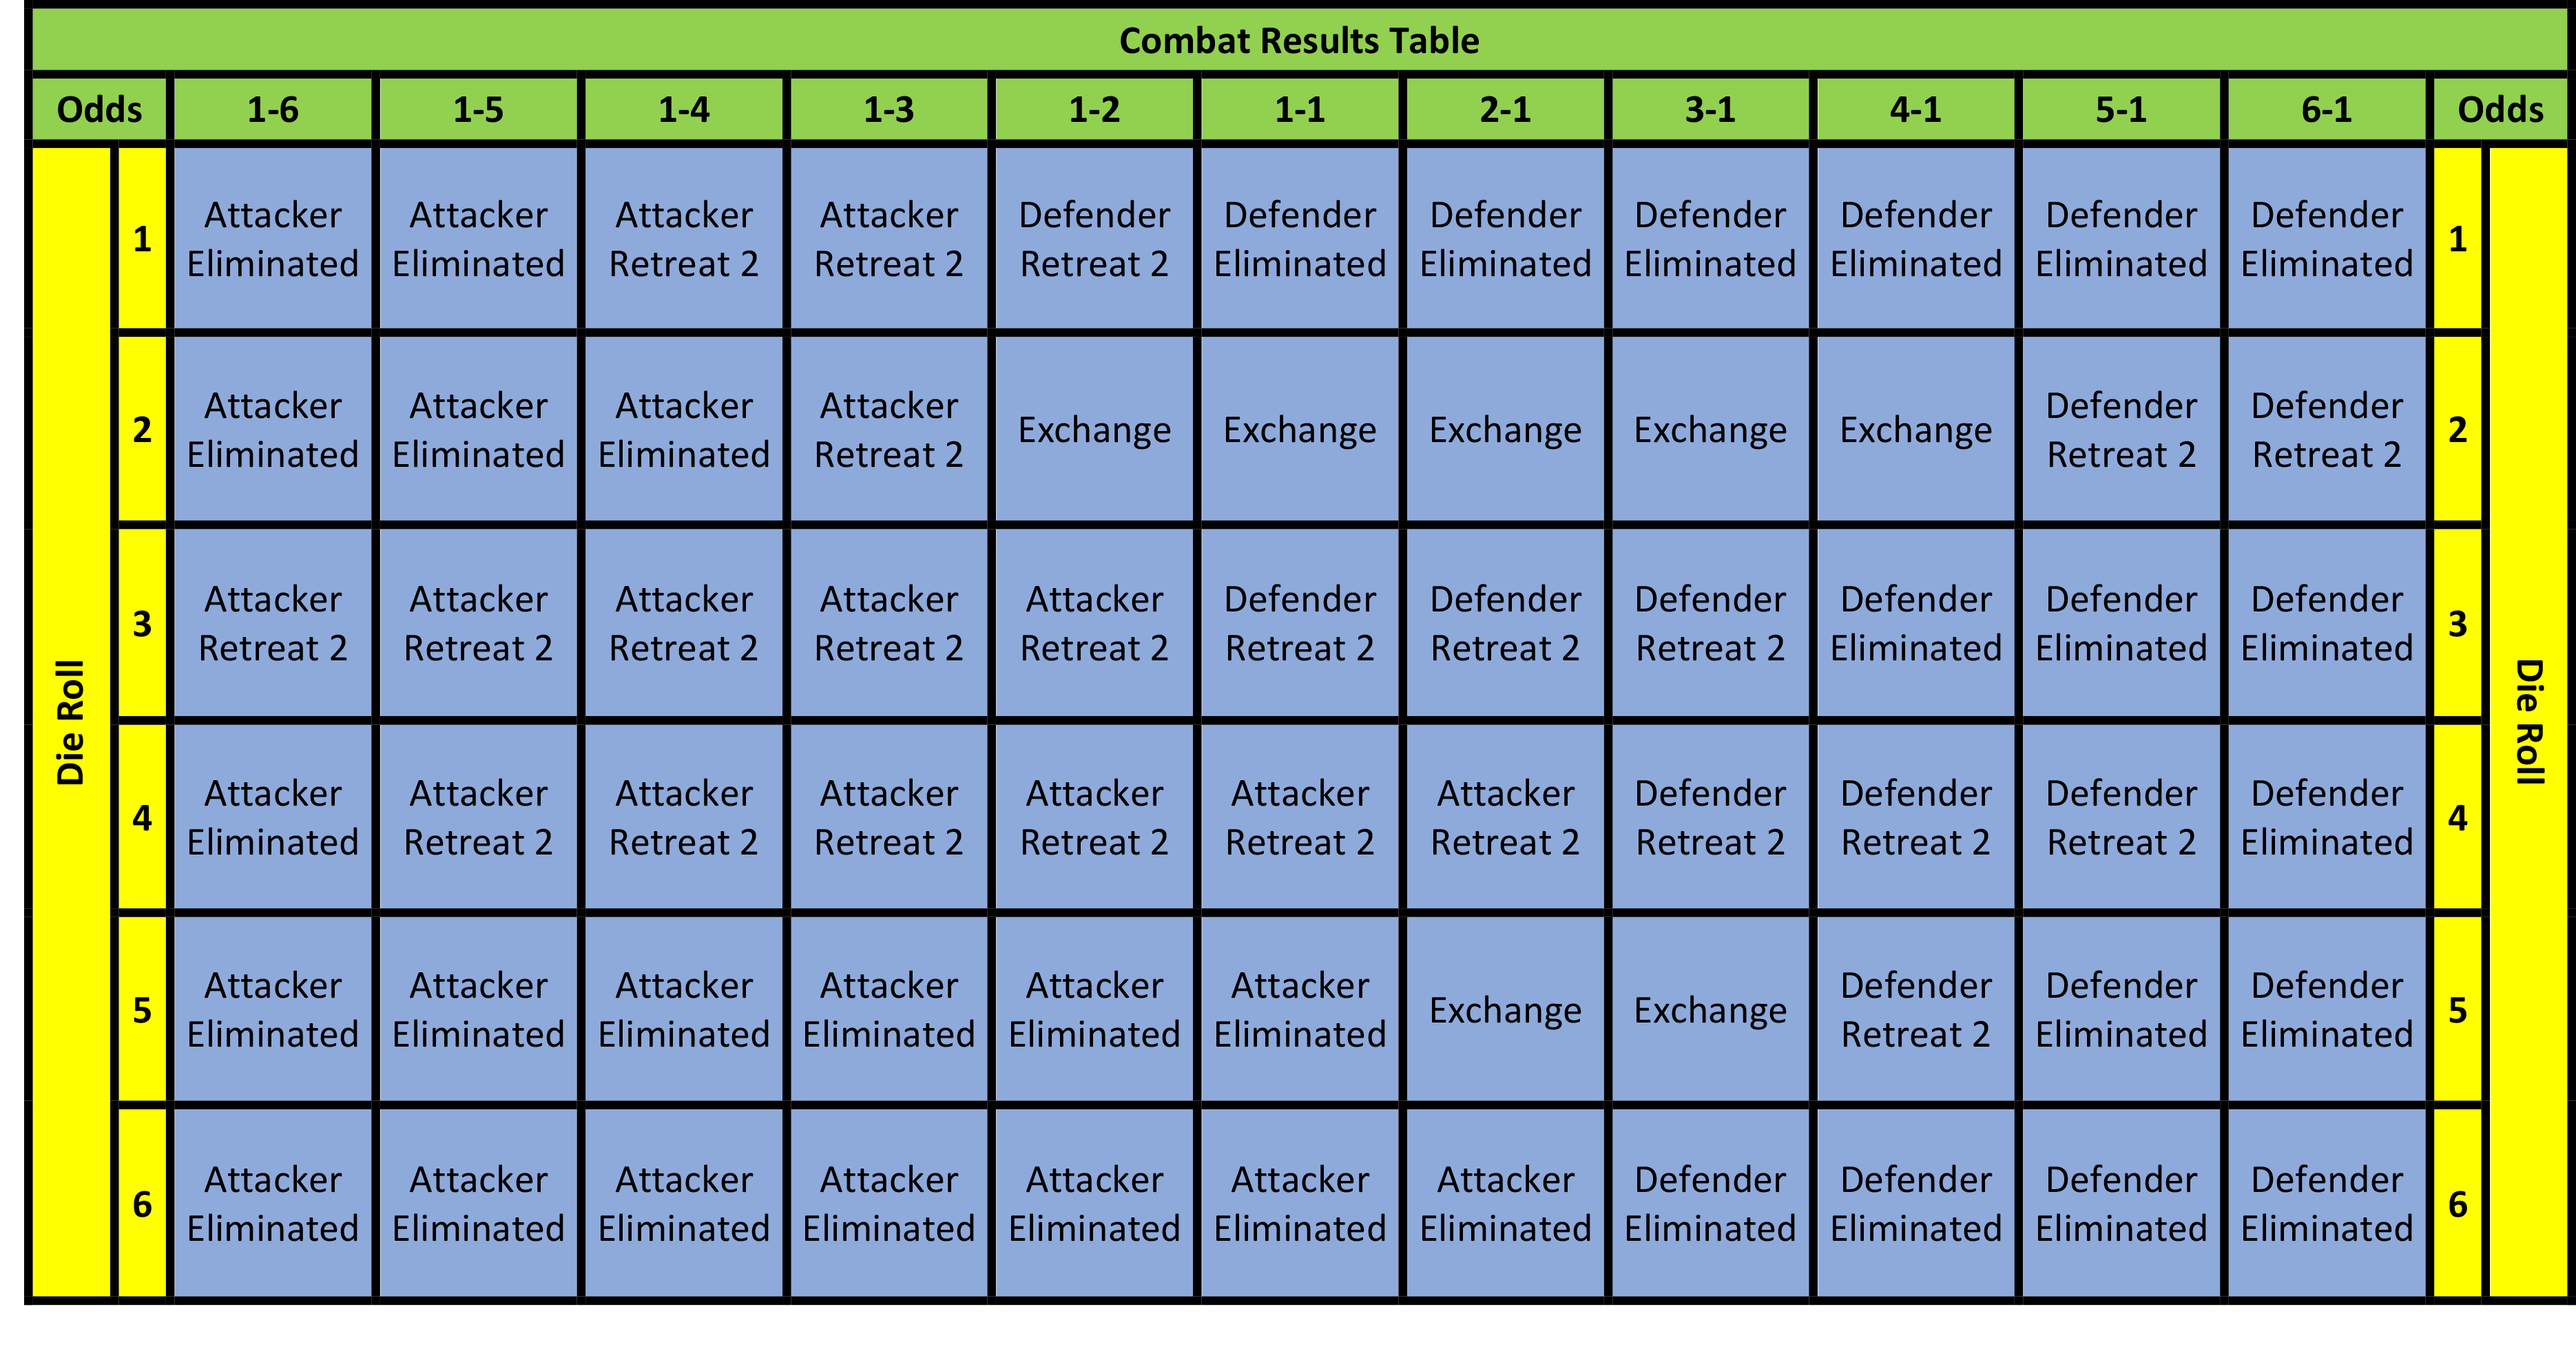 Combat Results Table
Odds 1-6 1-5 1-4 1-3 1-2 1-1 2-1 3-1 4-1 5-1 6-1 Odds
Die Roll
1 Attacker Eliminated Attacker Eliminated Attacker Retreat 2 Attacker Retreat 2 Defender Retreat 2 Defender Eliminated Defender Eliminated Defender Eliminated Defender Eliminated Defender Eliminated Defender Eliminated 1
2 Attacker Eliminated Attacker Eliminated Attacker Eliminated Attacker Retreat 2 Exchange Exchange Exchange Exchange Exchange Defender Retreat 2 Defender Retreat 2 2
3 Attacker Retreat 2 Attacker Retreat 2 Attacker Retreat 2 Attacker Retreat 2 Attacker Retreat 2 Defender Retreat 2 Defender Retreat 2 Defender Retreat 2 Defender Eliminated Defender Eliminated Defender Eliminated 3
4 Attacker Eliminated Attacker Retreat 2 Attacker Retreat 2 Attacker Retreat 2 Attacker Retreat 2 Attacker Retreat 2 Attacker Retreat 2 Defender Retreat 2 Defender Retreat 2 Defender Retreat 2 Defender Eliminated 4
5 Attacker Eliminated Attacker Eliminated Attacker Eliminated Attacker Eliminated Attacker Eliminated Attacker Eliminated Exchange Exchange Defender Retreat 2 Defender Eliminated Defender Eliminated 5
6 Attacker Eliminated Attacker Eliminated Attacker Eliminated Attacker Eliminated Attacker Eliminated Attacker Eliminated Attacker Eliminated Defender Eliminated Defender Eliminated Defender Eliminated Defender Eliminated 6
Die Roll